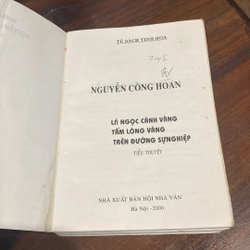 TỦ SÁCH TINH HOA
NGUYỄN CÔNG HOAN
LÁ NGỌC CÀNH VÀNG
TẤM LÒNG VÀNG
TRÊN ĐƯỜNG SỰ NGHIỆP
TIỂU THUYẾT
NHÀ XUẤT BẢN HỘI NHÀ VĂN
Hà Nội - 2000